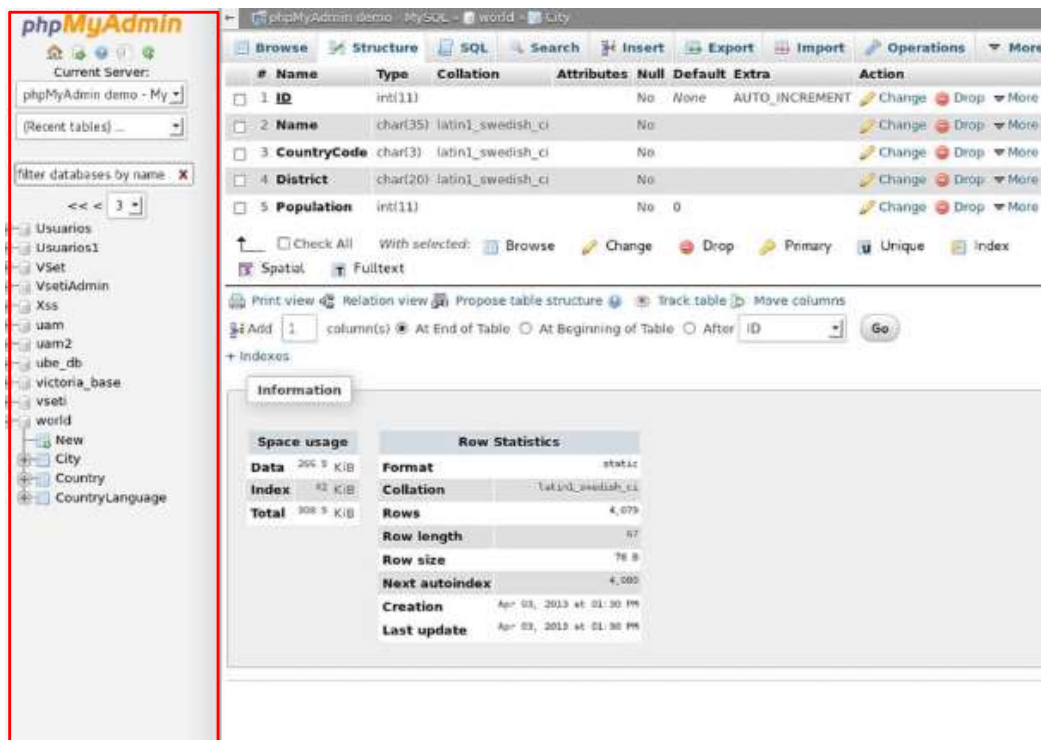 phpMyAdmin
Current Server:
phpMyAdmin demo - My
(Recent tables) ...
filter databases by name X
<< < 3
Usuarios
Usuarios1
VSet
VsetiAdmin
Xss
uam
uam2
ube_db
victoria_base
vseti
world
New
City
Country
CountryLanguage
phpMyAdmin demo - MySQL » world » City
Browse Structure SQL Search Insert Export Import Operations More
# Name Type Collation Attributes Null Default Extra Action
1 ID int(11) No None AUTO_INCREMENT Change Drop More
2 Name char(35) latin1_swedish_ci No Change Drop More
3 CountryCode char(3) latin1_swedish_ci No Change Drop More
4 District char(20) latin1_swedish_ci No Change Drop More
5 Population int(11) No 0 Change Drop More
Check All With selected: Browse Change Drop Primary Unique Index
Spatial Fulltext
Print view Relation view Propose table structure Track table Move columns
Add 1 column(s) At End of Table At Beginning of Table After ID Go
+ Indexes
Information
Space usage
Data KiB
Index KiB
Total KiB
Row Statistics
Format static
Collation latin1_swedish_ci
Rows 4,079
Row length 67
Row size B
Next autoindex 4,080
Creation Apr 03, 2013 at 01:30 PM
Last update Apr 03, 2013 at 01:30 PM